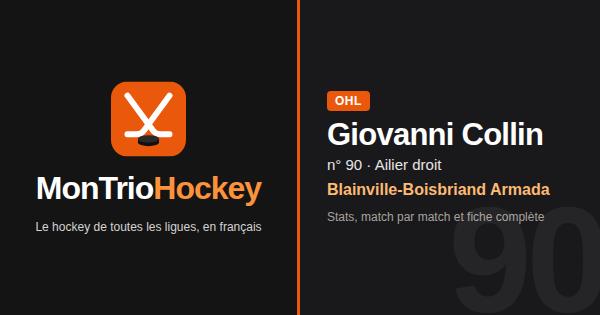 MonTrioHockey
Le hockey de toutes les ligues, en français
OHL
Giovanni Collin
n° 90 · Ailier droit
Blainville-Boisbriand Armada
Stats, match par match et fiche complète
90